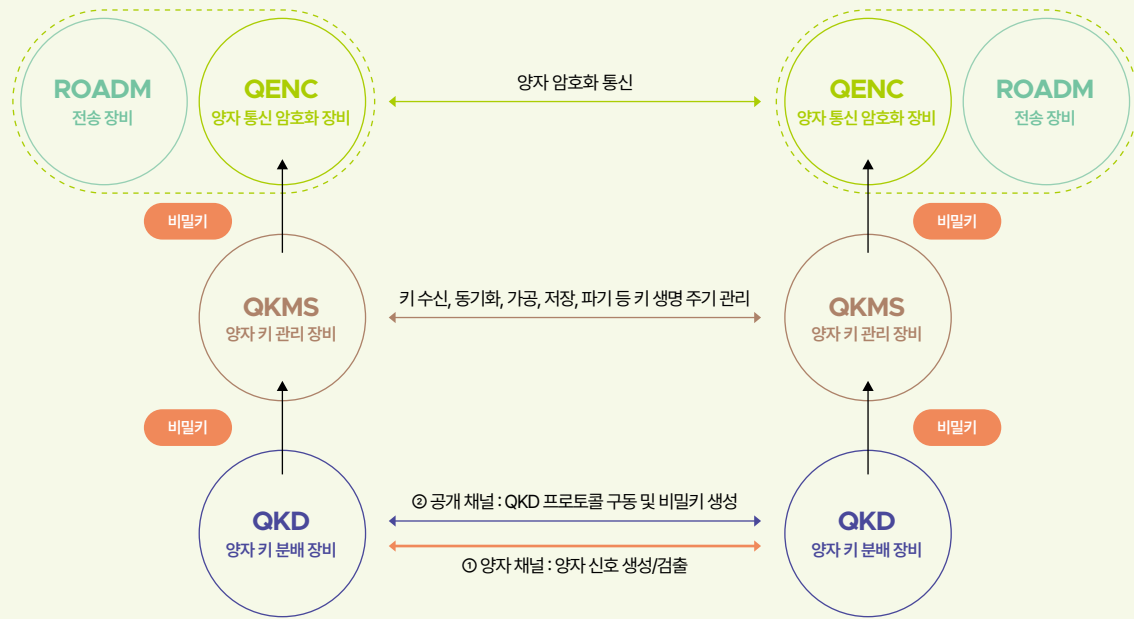 ROADM
전송 장비
QENC
양자 통신 암호화 장비
양자 암호화 통신
QENC
양자 통신 암호화 장비
ROADM
전송 장비
비밀키
비밀키
QKMS
양자 키 관리 장비
키 수신, 동기화, 가공, 저장, 파기 등 키 생명 주기 관리
QKMS
양자 키 관리 장비
비밀키
비밀키
QKD
양자 키 분배 장비
② 공개 채널 : QKD 프로토콜 구동 및 비밀키 생성
① 양자 채널 : 양자 신호 생성/검출
QKD
양자 키 분배 장비